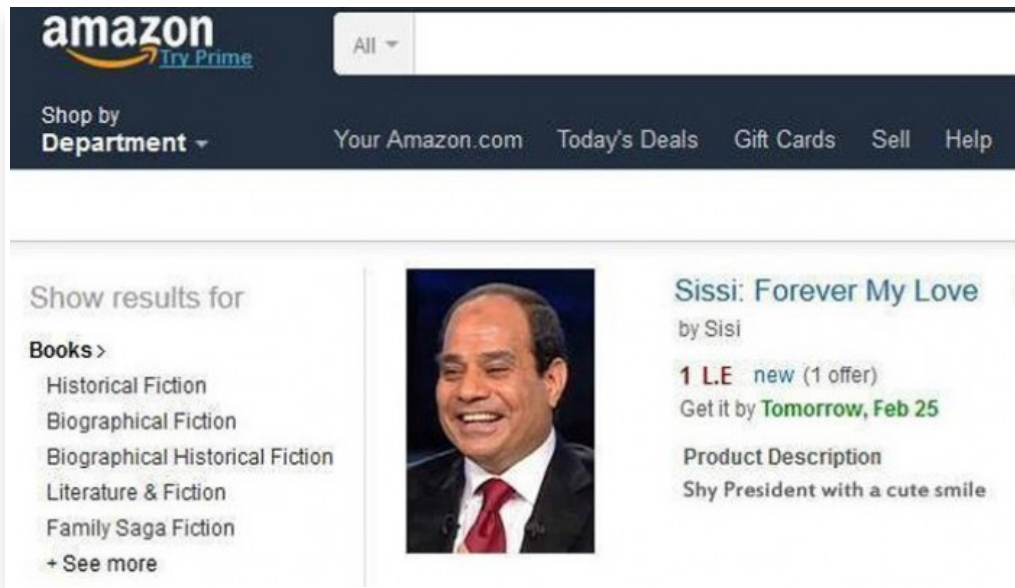 amazon
Try Prime
All
Shop by
Department
Your Amazon.com Today's Deals Gift Cards Sell Help
Show results for
Books >
Historical Fiction
Biographical Fiction
Biographical Historical Fiction
Literature & Fiction
Family Saga Fiction
+ See more
Sissi: Forever My Love
by Sisi
1 L.E new (1 offer)
Get it by Tomorrow, Feb 25
Product Description
Shy President with a cute smile